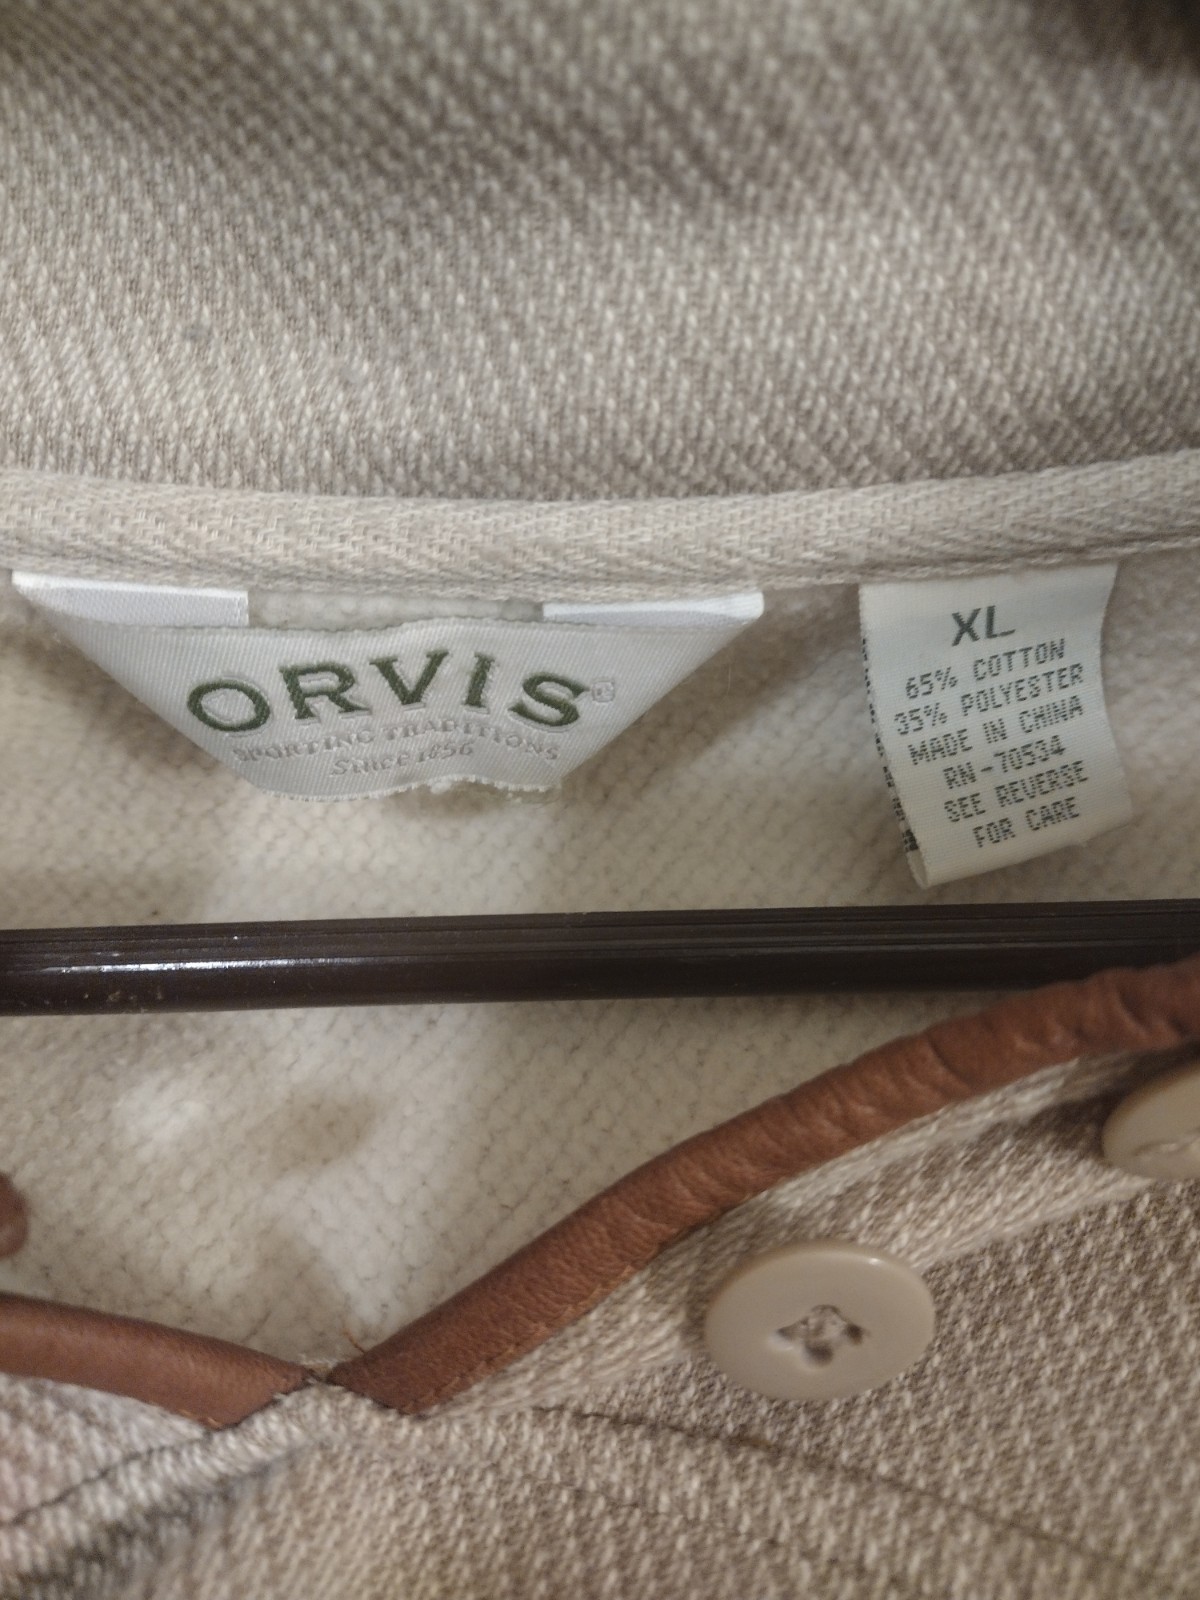 ORVIS®
SPORTING TRADITIONS
Since 1856
XL
65% COTTON
35% POLYESTER
MADE IN CHINA
RN-70534
SEE REVERSE
FOR CARE